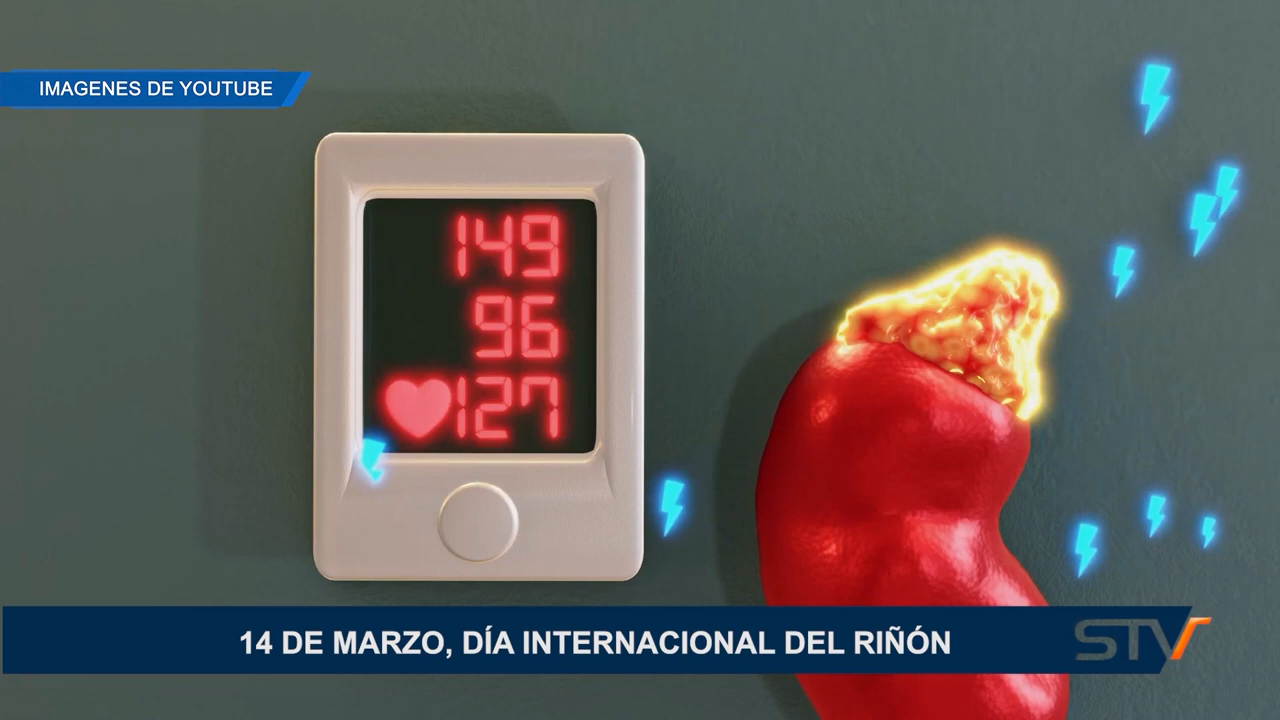 IMAGENES DE YOUTUBE
149
96
127
14 DE MARZO, DÍA INTERNACIONAL DEL RIÑÓN
STV